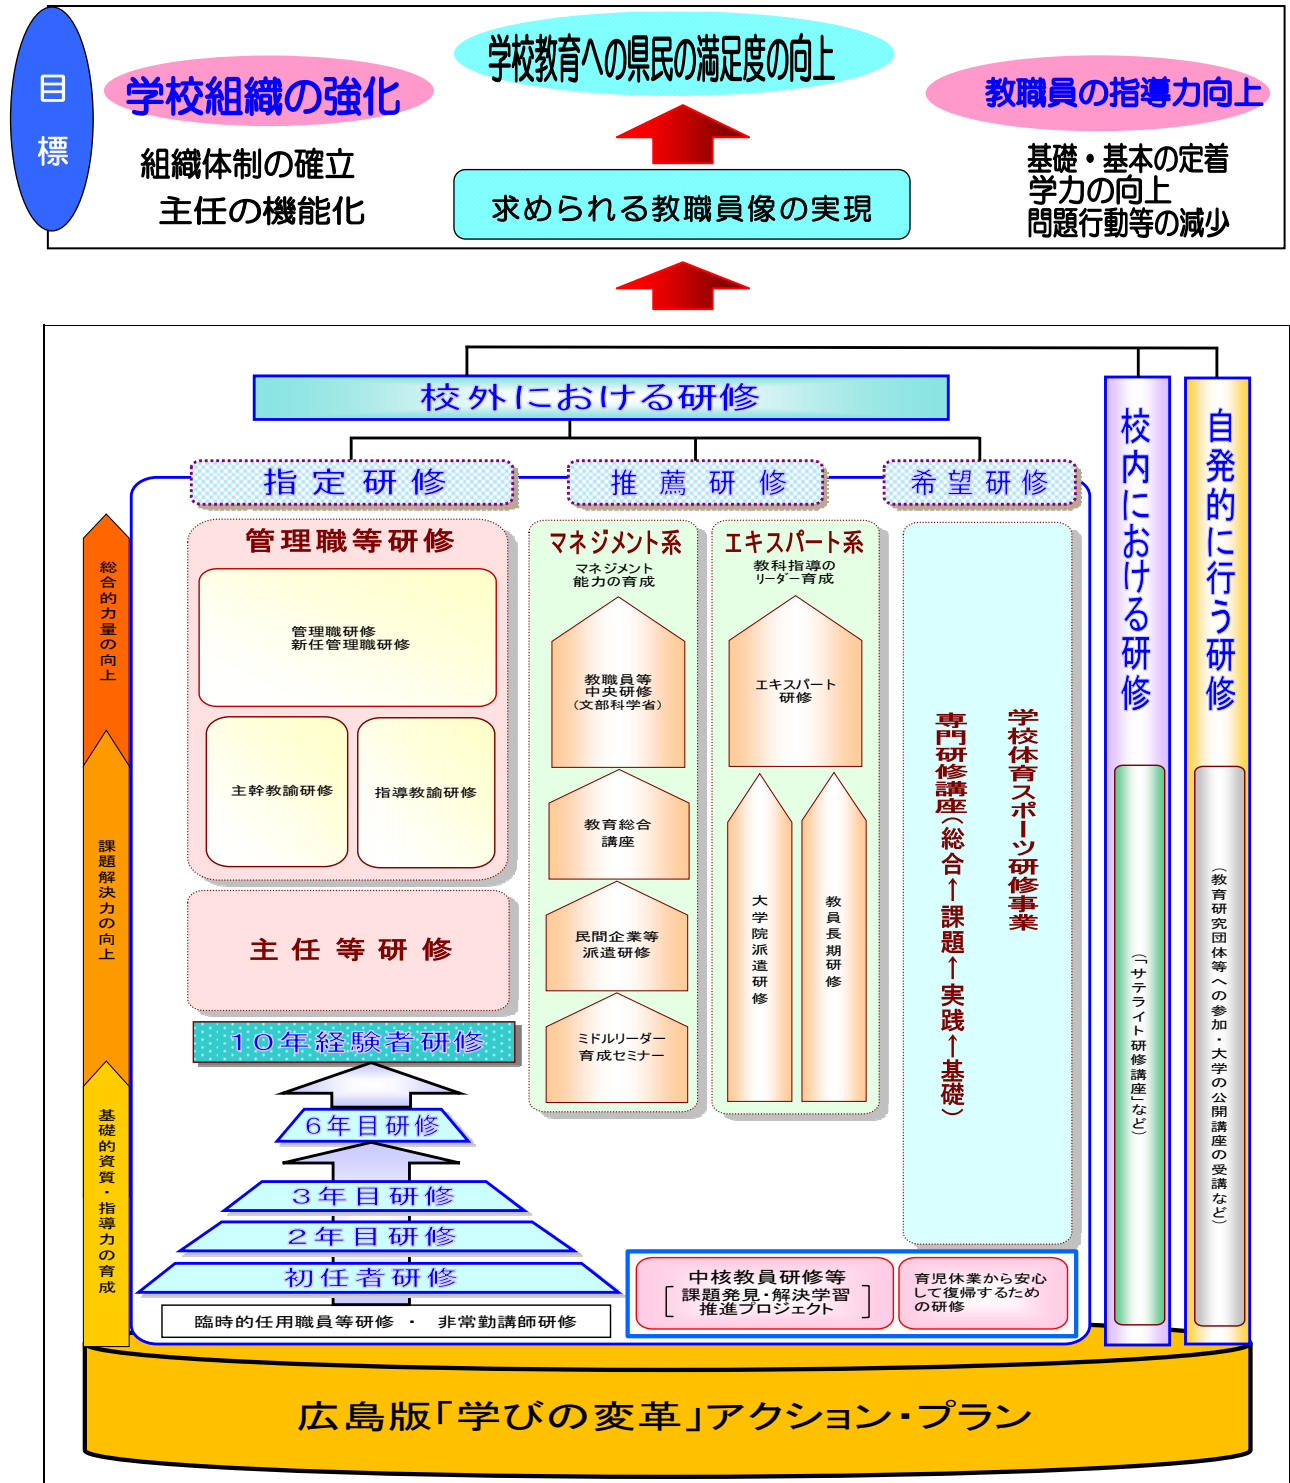 目標
学校教育への県民の満足度の向上
学校組織の強化
組織体制の確立
主任の機能化
求められる教職員像の実現
教職員の指導力向上
基礎・基本の定着
学力の向上
問題行動等の減少
校外における研修
指定研修
推薦研修
希望研修
校内における研修
(「サテライト研修講座」など)
自発的に行う研修
(教育研究団体等への参加・大学の公開講座の受講など)
総合的力量の向上
課題解決力の向上
基礎的資質・指導力の育成
管理職等研修
管理職研修
新任管理職研修
主幹教諭研修
指導教諭研修
主任等研修
10年経験者研修
6年目研修
3年目研修
2年目研修
初任者研修
臨時的任用職員等研修 ・ 非常勤講師研修
マネジメント系
マネジメント
能力の育成
教職員等
中央研修
(文部科学省)
教育総合
講座
民間企業等
派遣研修
ミドルリーダー
育成セミナー
エキスパート系
教科指導の
リーダー育成
エキスパート
研修
大学院派遣研修
教員長期研修
学校体育スポーツ研修事業
専門研修講座(総合←課題←実践←基礎)
中核教員研修等
[課題発見・解決学習
推進プロジェクト]
育児休業から安心
して復帰するため
の研修
広島版「学びの変革」アクション・プラン